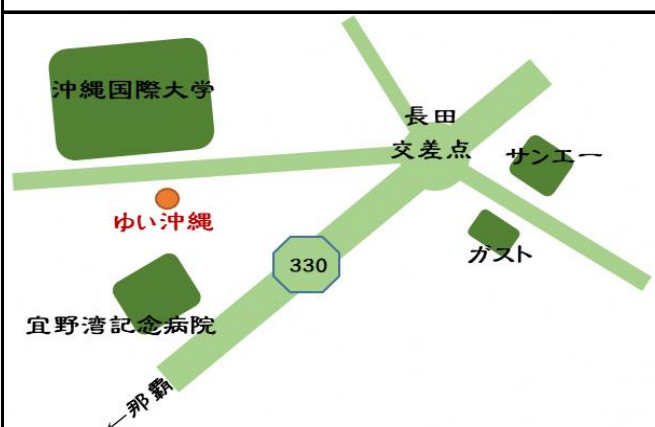 沖縄国際大学
長田
交差点
サンエー
ゆい沖縄
ガスト
330
宜野湾記念病院
←那覇